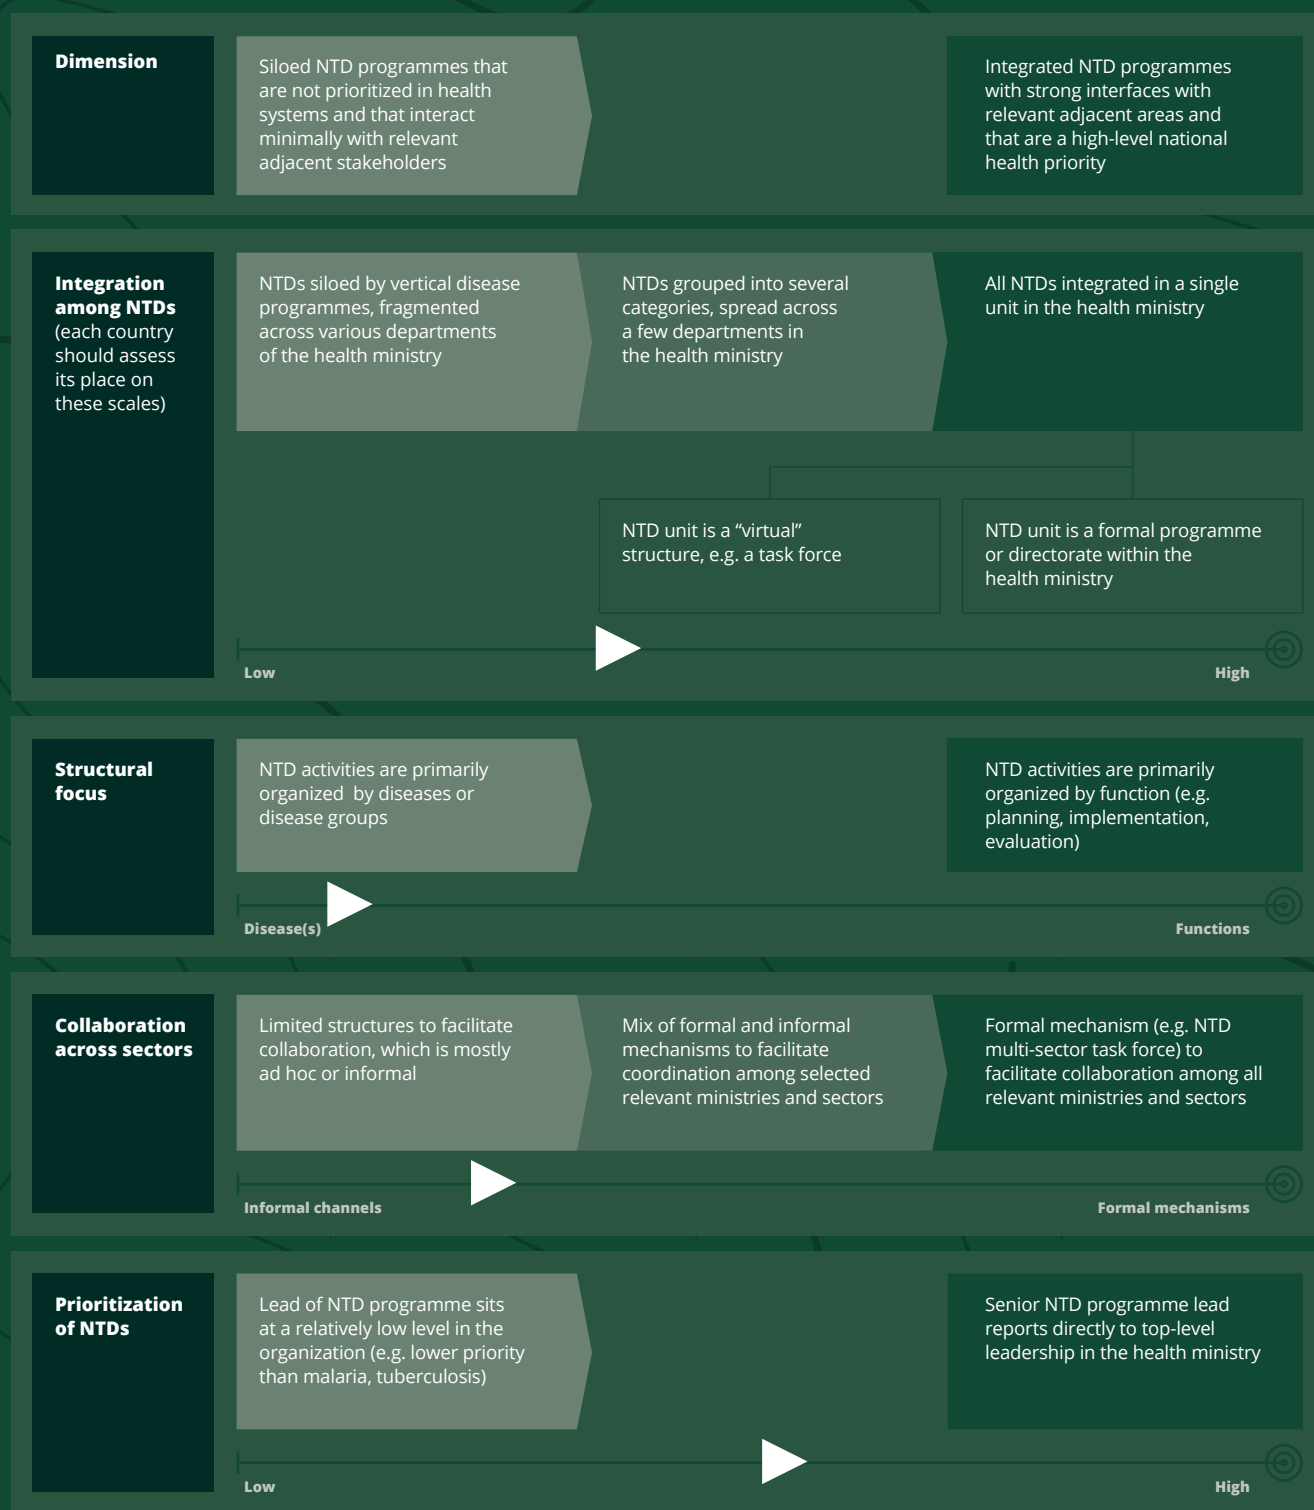 Dimension
Siloed NTD programmes that
are not prioritized in health
systems and that interact
minimally with relevant
adjacent stakeholders
Integrated NTD programmes
with strong interfaces with
relevant adjacent areas and
that are a high-level national
health priority
Integration
among NTDs
(each country
should assess
its place on
these scales)
NTDs siloed by vertical disease
programmes, fragmented
across various departments
of the health ministry
NTDs grouped into several
categories, spread across
a few departments in
the health ministry
All NTDs integrated in a single
unit in the health ministry
NTD unit is a “virtual”
structure, e.g. a task force
NTD unit is a formal programme
or directorate within the
health ministry
Low
High
Structural
focus
NTD activities are primarily
organized by diseases or
disease groups
NTD activities are primarily
organized by function (e.g.
planning, implementation,
evaluation)
Disease(s)
Functions
Collaboration
across sectors
Limited structures to facilitate
collaboration, which is mostly
ad hoc or informal
Mix of formal and informal
mechanisms to facilitate
coordination among selected
relevant ministries and sectors
Formal mechanism (e.g. NTD
multi-sector task force) to
facilitate collaboration among all
relevant ministries and sectors
Informal channels
Formal mechanisms
Prioritization
of NTDs
Lead of NTD programme sits
at a relatively low level in the
organization (e.g. lower priority
than malaria, tuberculosis)
Senior NTD programme lead
reports directly to top-level
leadership in the health ministry
Low
High